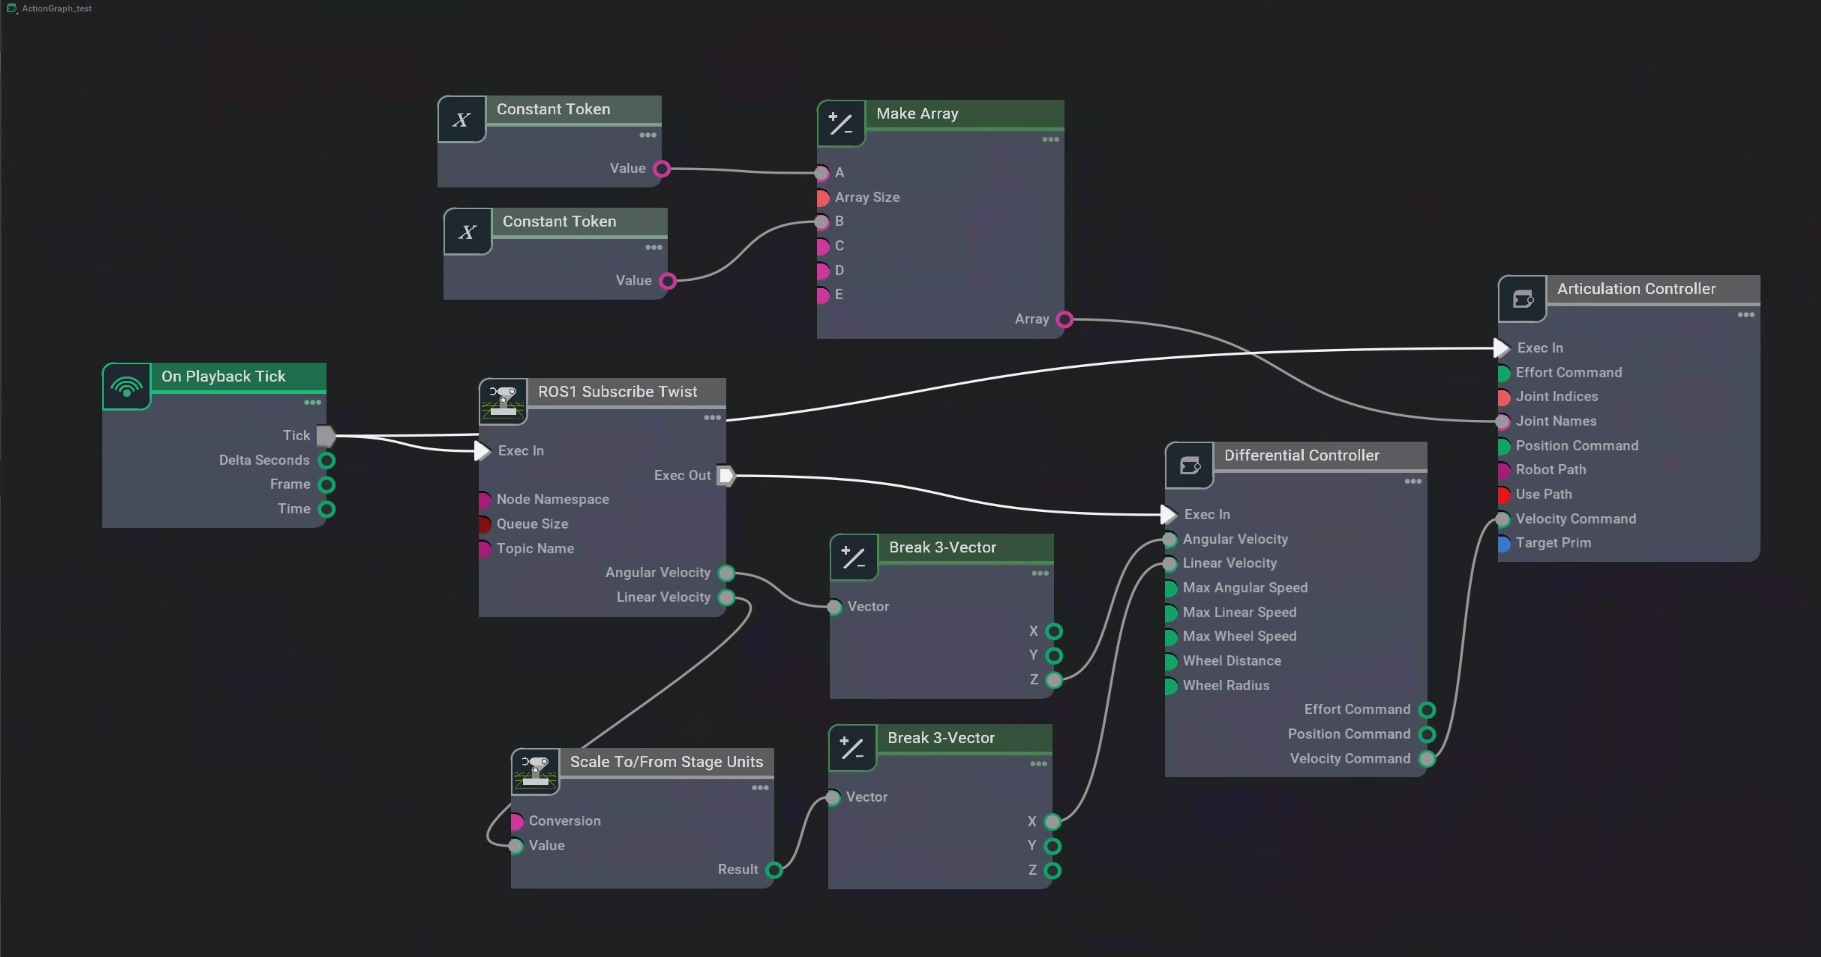 ActionGraph_test
Constant Token
Value
Constant Token
Value
Make Array
A
Array Size
B
C
D
E
Array
On Playback Tick
Tick
Delta Seconds
Frame
Time
ROS1 Subscribe Twist
Exec In
Exec Out
Node Namespace
Queue Size
Topic Name
Angular Velocity
Linear Velocity
Scale To/From Stage Units
Conversion
Value
Result
Break 3-Vector
Vector
X
Y
Z
Break 3-Vector
Vector
X
Y
Z
Differential Controller
Exec In
Angular Velocity
Linear Velocity
Max Angular Speed
Max Linear Speed
Max Wheel Speed
Wheel Distance
Wheel Radius
Effort Command
Position Command
Velocity Command
Articulation Controller
Exec In
Effort Command
Joint Indices
Joint Names
Position Command
Robot Path
Use Path
Velocity Command
Target Prim